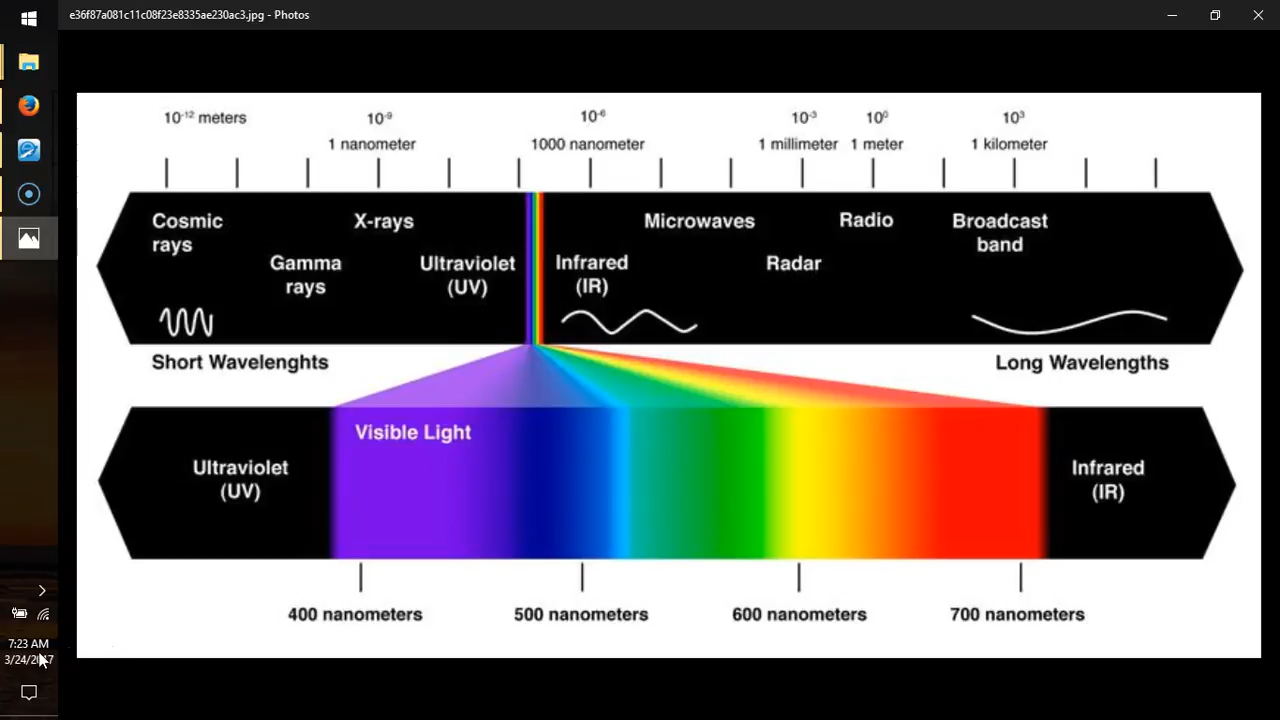 e36f87a081c11c08f23e8335ae230ac3.jpg - Photos
10⁻¹² meters 10⁻⁹ 10⁻⁶ 10⁻³ 10⁰ 10³
1 nanometer 1000 nanometer 1 millimeter 1 meter 1 kilometer
Cosmic
rays
Gamma
rays
X-rays
Ultraviolet
(UV)
Infrared
(IR)
Microwaves
Radar
Radio
Broadcast
band
Short Wavelenghts
Long Wavelengths
Visible Light
Ultraviolet
(UV)
Infrared
(IR)
400 nanometers 500 nanometers 600 nanometers 700 nanometers
7:23 AM